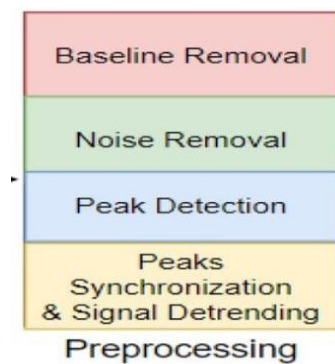 Baseline Removal
Noise Removal
Peak Detection
Peaks
Synchronization
& Signal Detrending
Preprocessing